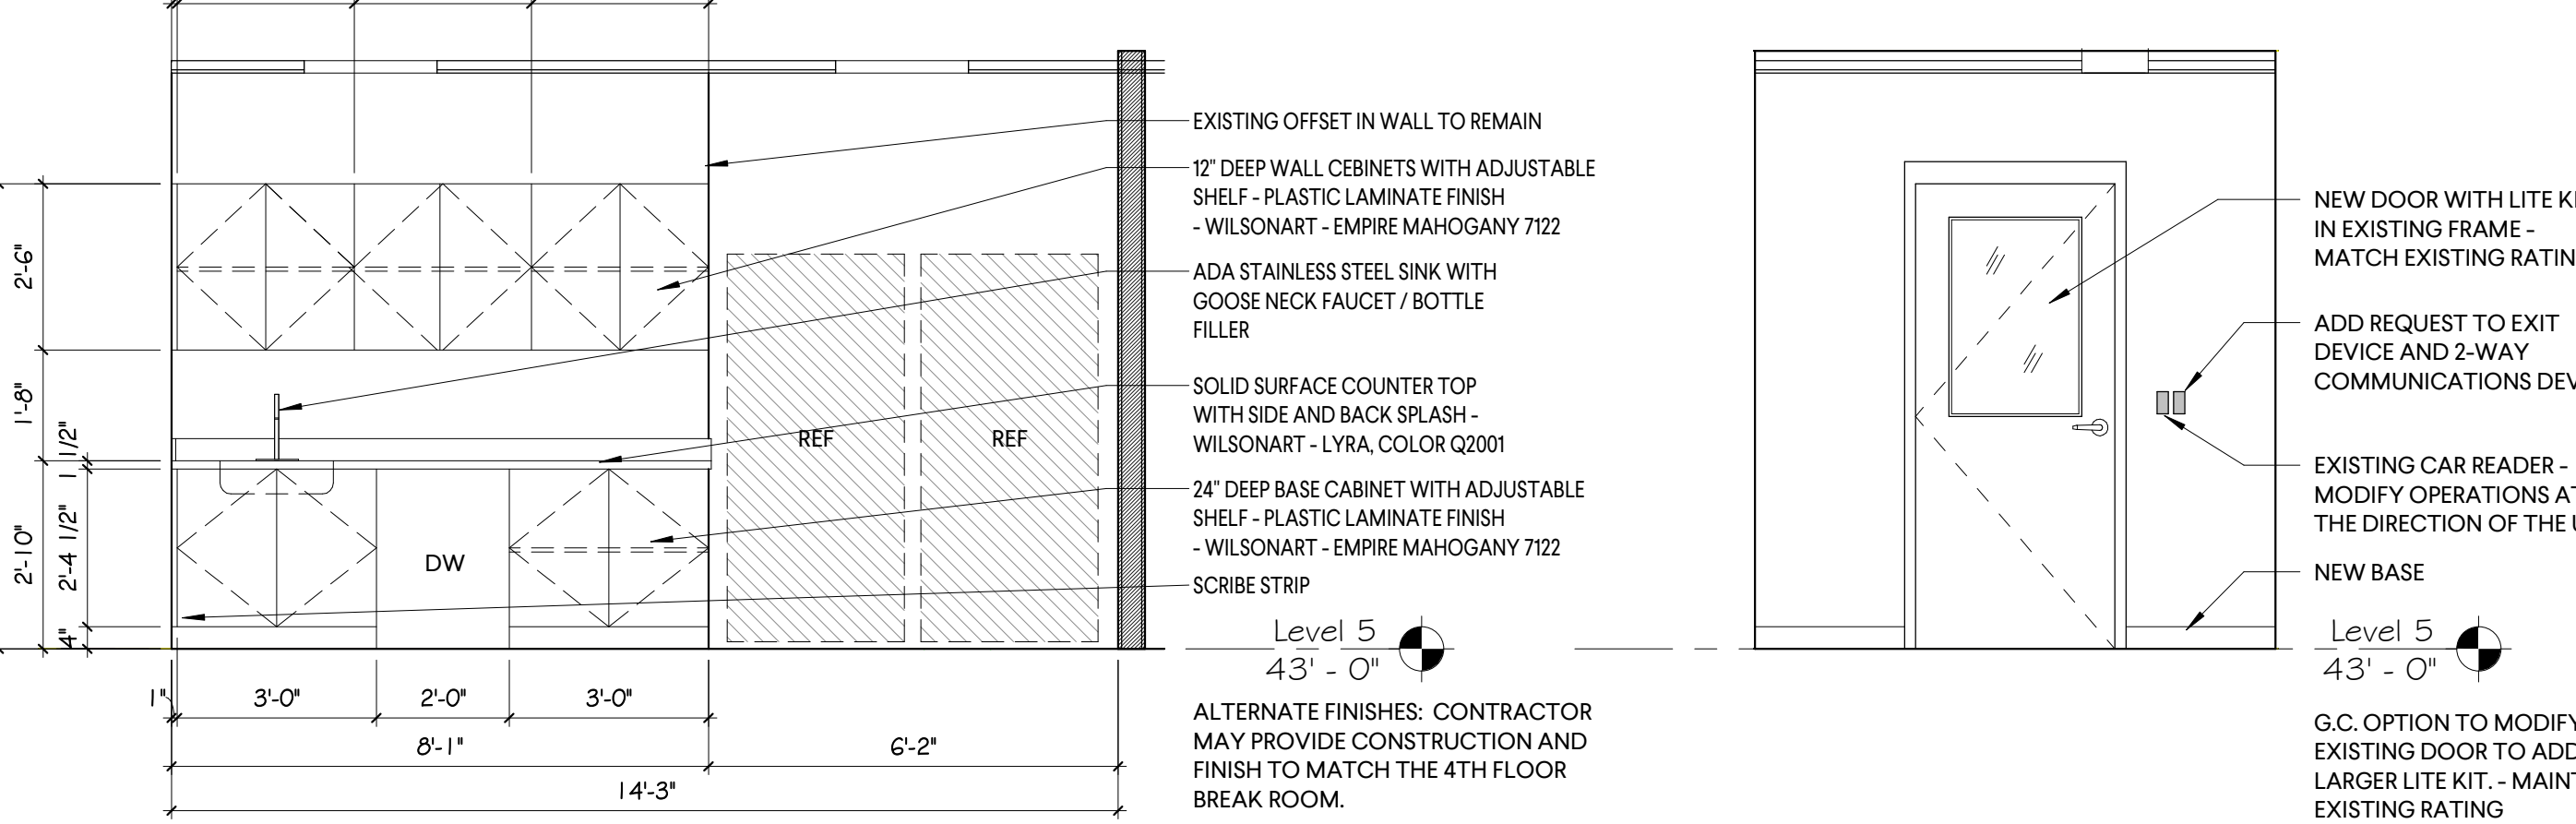 EXISTING OFFSET IN WALL TO REMAIN
12" DEEP WALL CEBINETS WITH ADJUSTABLE
SHELF - PLASTIC LAMINATE FINISH
- WILSONART - EMPIRE MAHOGANY 7122
ADA STAINLESS STEEL SINK WITH
GOOSE NECK FAUCET / BOTTLE
FILLER
SOLID SURFACE COUNTER TOP
WITH SIDE AND BACK SPLASH -
WILSONART - LYRA, COLOR Q2001
24" DEEP BASE CABINET WITH ADJUSTABLE
SHELF - PLASTIC LAMINATE FINISH
- WILSONART - EMPIRE MAHOGANY 7122
SCRIBE STRIP
2'-6"
1'-8"
1 1/2"
2'-10"
2'-4 1/2"
4"
REF
REF
DW
1"
3'-0"
2'-0"
3'-0"
8'-1"
6'-2"
14'-3"
Level 5
43' - 0"
ALTERNATE FINISHES: CONTRACTOR
MAY PROVIDE CONSTRUCTION AND
FINISH TO MATCH THE 4TH FLOOR
BREAK ROOM.
NEW DOOR WITH LITE
IN EXISTING FRAME -
MATCH EXISTING
ADD REQUEST TO EXIT
DEVICE AND 2-WAY
COMMUNICATIONS
EXISTING CAR READER -
MODIFY OPERATIONS
THE DIRECTION OF THE
NEW BASE
Level 5
43' - 0"
G.C. OPTION TO MODIFY
EXISTING DOOR TO ADD
LARGER LITE KIT. -
EXISTING RATING